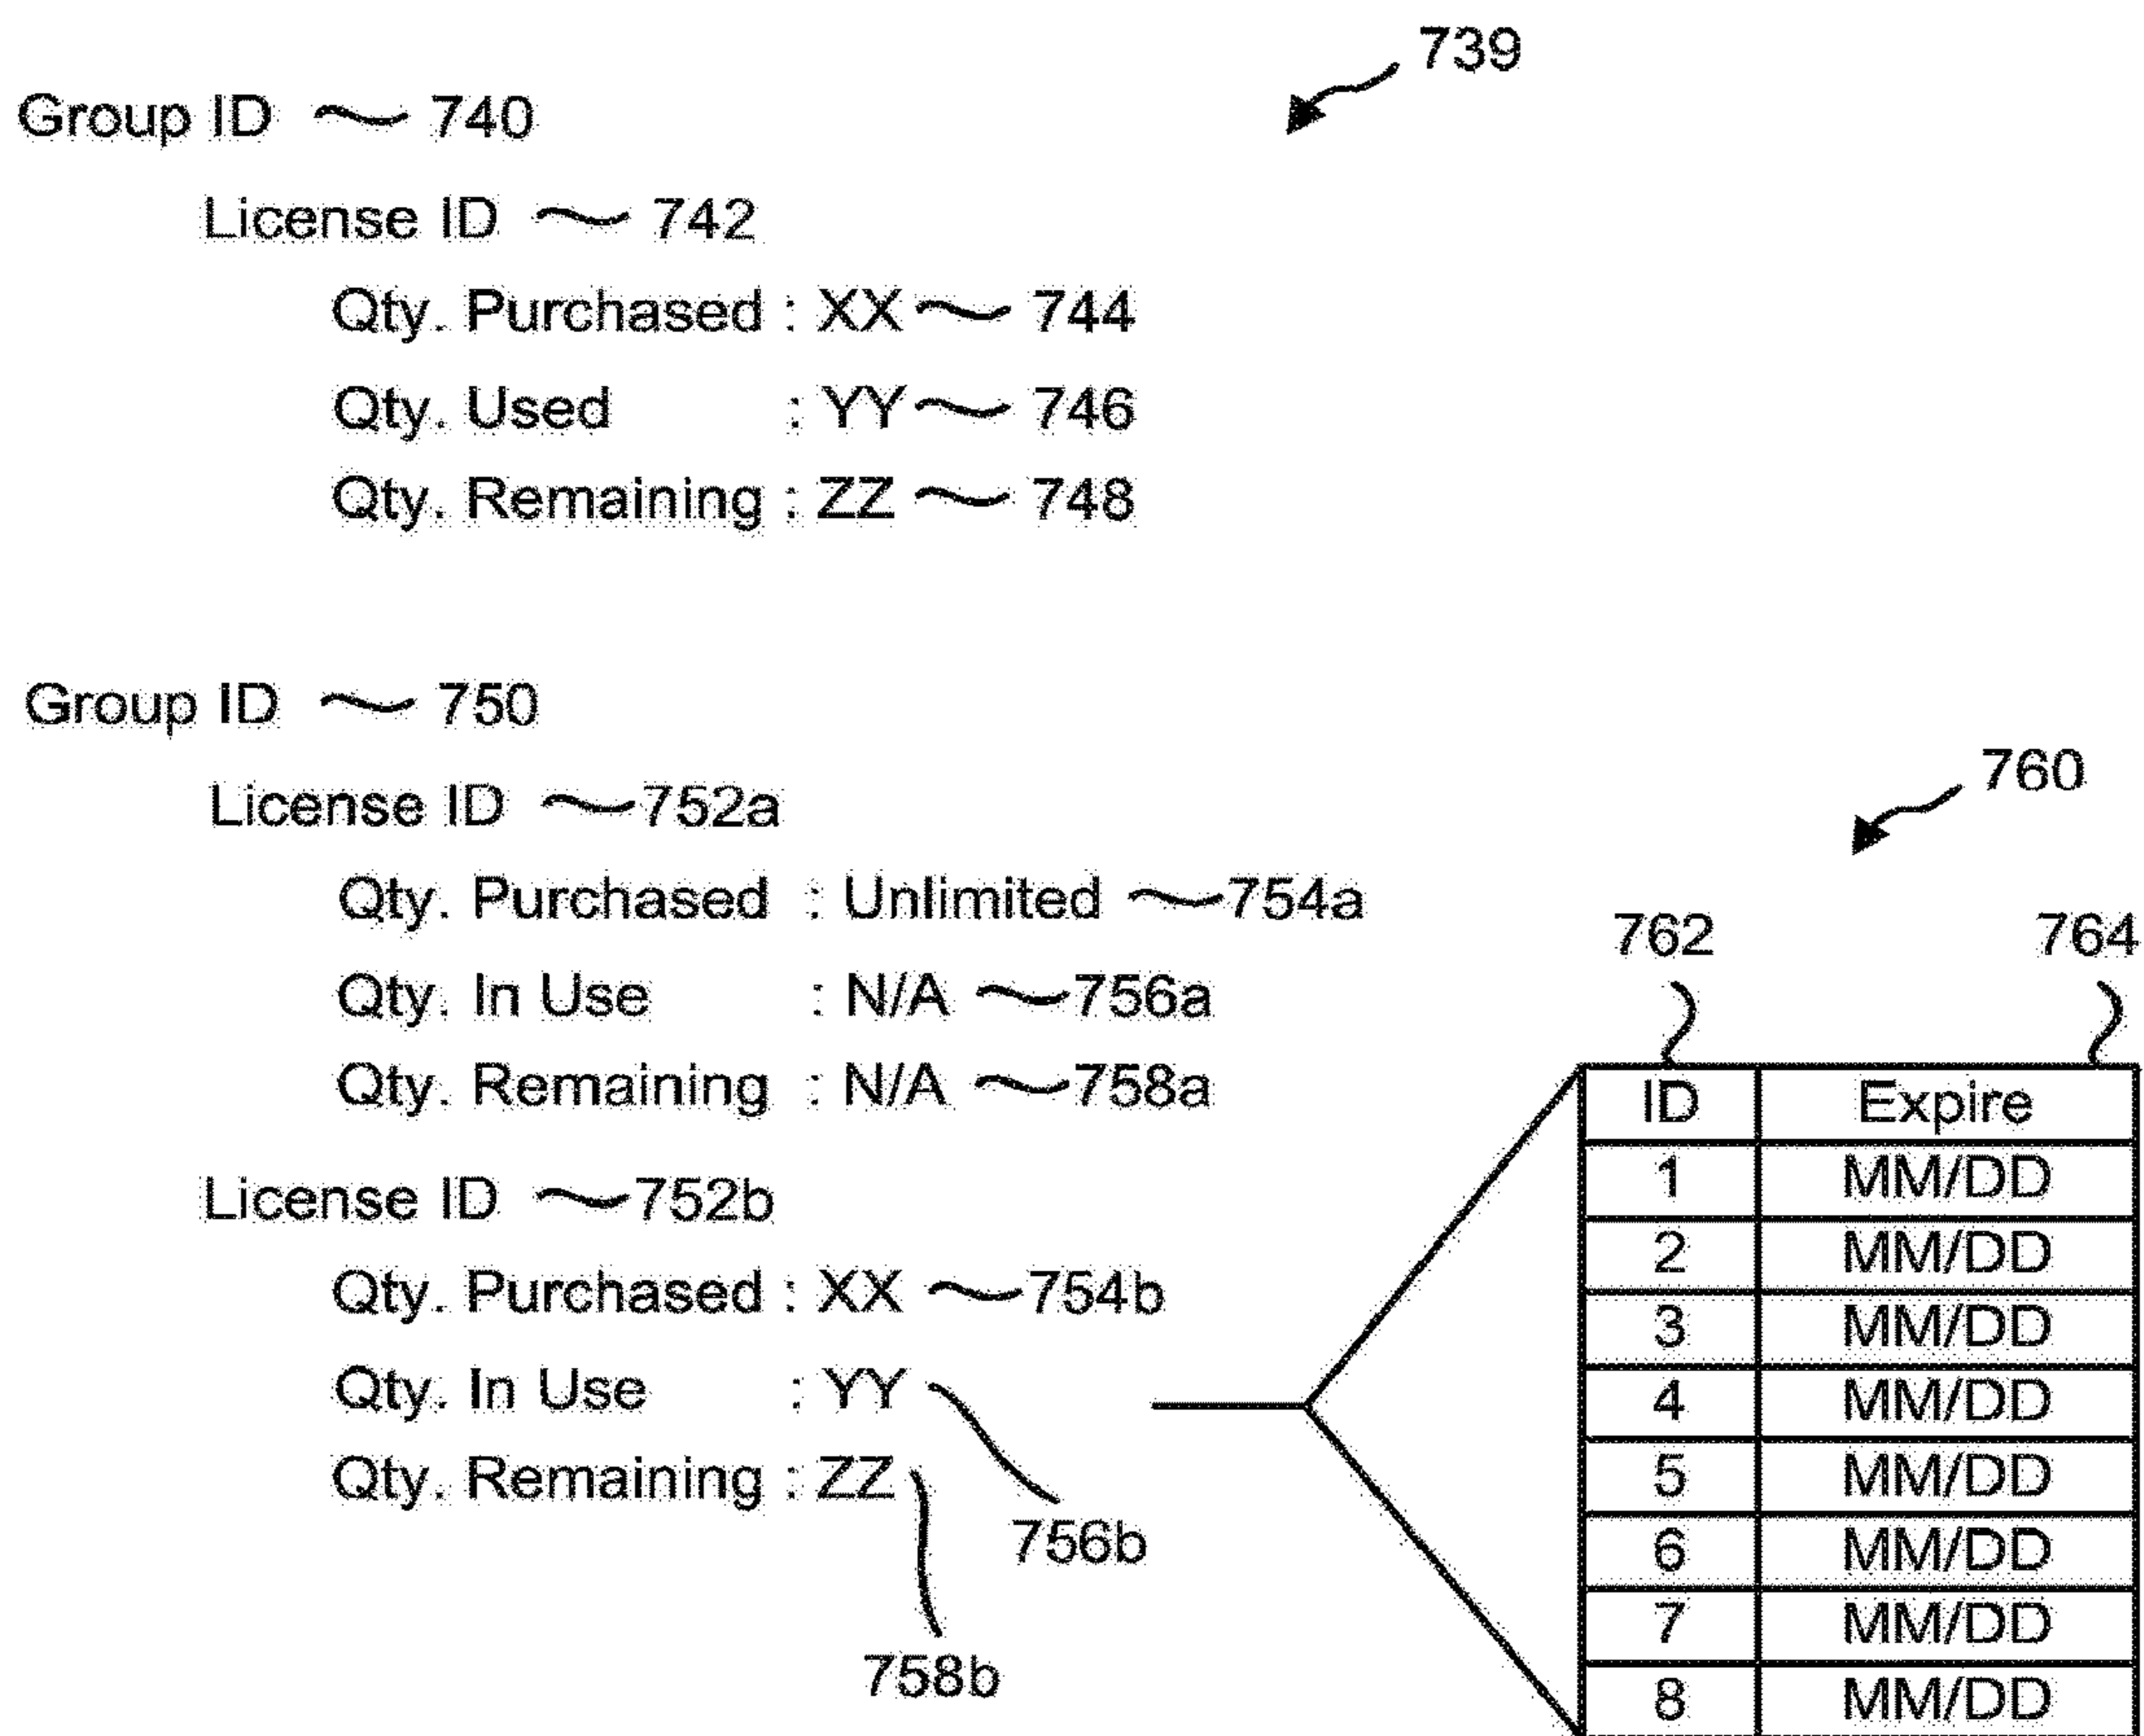 739
Group ID 740
License ID 742
Qty. Purchased : XX 744
Qty. Used : YY 746
Qty. Remaining : ZZ 748
Group ID 750
License ID 752a
Qty. Purchased : Unlimited 754a
Qty. In Use : N/A 756a
Qty. Remaining : N/A 758a
License ID 752b
Qty. Purchased : XX 754b
Qty. In Use : YY 756b
Qty. Remaining : ZZ 758b
760
762 764
ID Expire
1 MM/DD
2 MM/DD
3 MM/DD
4 MM/DD
5 MM/DD
6 MM/DD
7 MM/DD
8 MM/DD